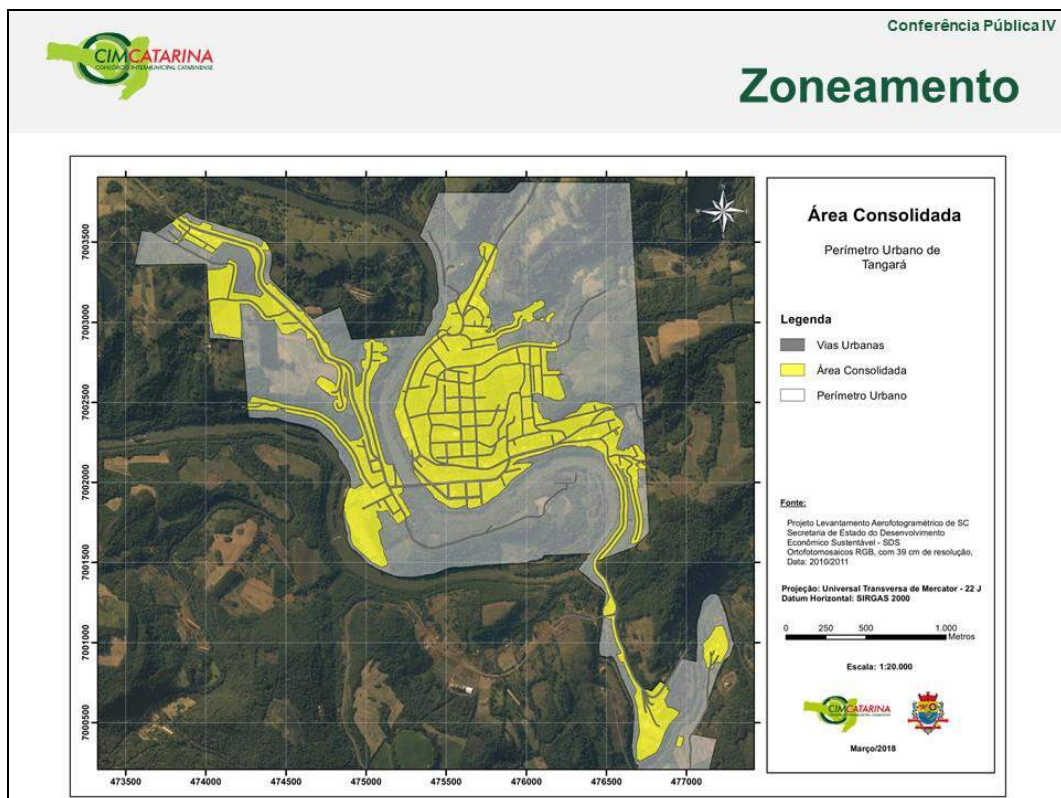 Conferência Pública IV
CIMCATARINA
CONSÓRCIO INTERMUNICIPAL CATARINENSE
Zoneamento
Área Consolidada
Perímetro Urbano de
Tangará
Legenda
Vias Urbanas
Área Consolidada
Perímetro Urbano
Fonte:
Projeto Levantamento Aerofotogramétrico de SC
Secretaria de Estado do Desenvolvimento
Econômico Sustentável - SDS
Ortofotomosaicos RGB, com 39 cm de resolução,
Data: 2010/2011
Projeção: Universal Transversa de Mercator - 22 J
Datum Horizontal: SIRGAS 2000
0 250 500 1.000
Metros
Escala: 1:20.000
CIMCATARINA
Março/2018
7003500
7003000
7002500
7002000
7001500
7001000
7000500
473500 474000 474500 475000 475500 476000 476500 477000